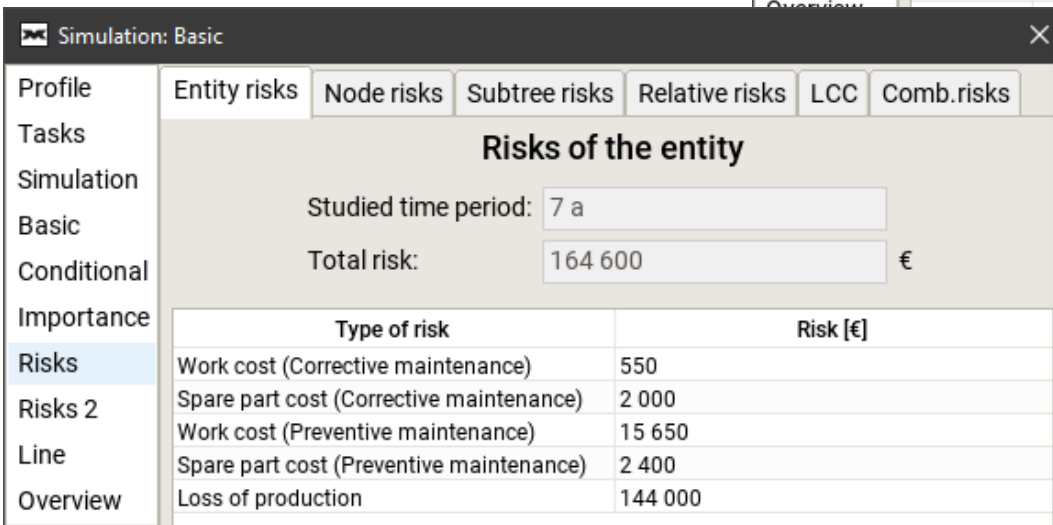 Overview
Simulation: Basic
Profile
Tasks
Simulation
Basic
Conditional
Importance
Risks
Risks 2
Line
Overview
Entity risks Node risks Subtree risks Relative risks LCC Comb.risks
Risks of the entity
Studied time period: 7 a
Total risk: 164 600 €
Type of risk Risk [€]
Work cost (Corrective maintenance) 550
Spare part cost (Corrective maintenance) 2 000
Work cost (Preventive maintenance) 15 650
Spare part cost (Preventive maintenance) 2 400
Loss of production 144 000